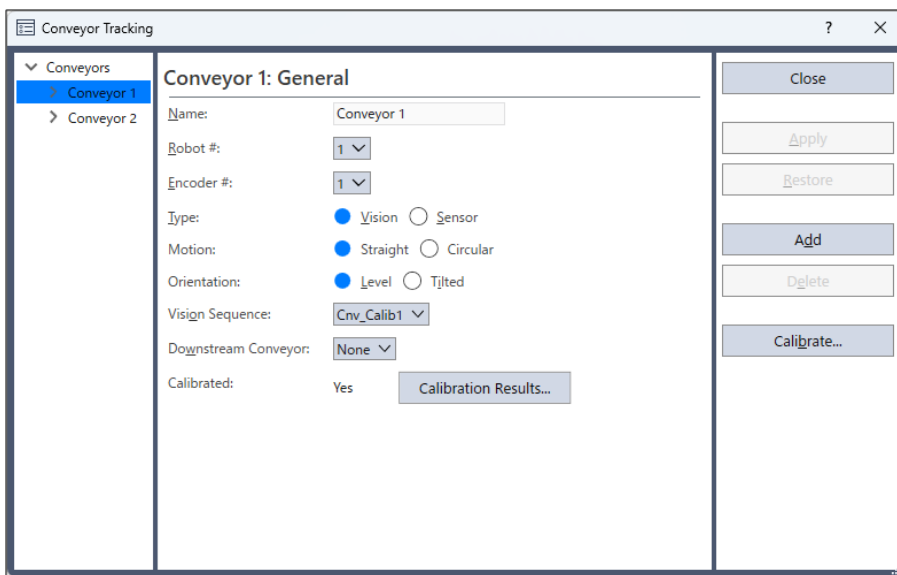 Conveyor Tracking
?
Conveyors
Conveyor 1
Conveyor 2
Conveyor 1: General
Name: Conveyor 1
Robot #: 1
Encoder #: 1
Type: Vision Sensor
Motion: Straight Circular
Orientation: Level Tilted
Vision Sequence: Cnv_Calib1
Downstream Conveyor: None
Calibrated: Yes Calibration Results...
Close
Apply
Restore
Add
Delete
Calibrate...